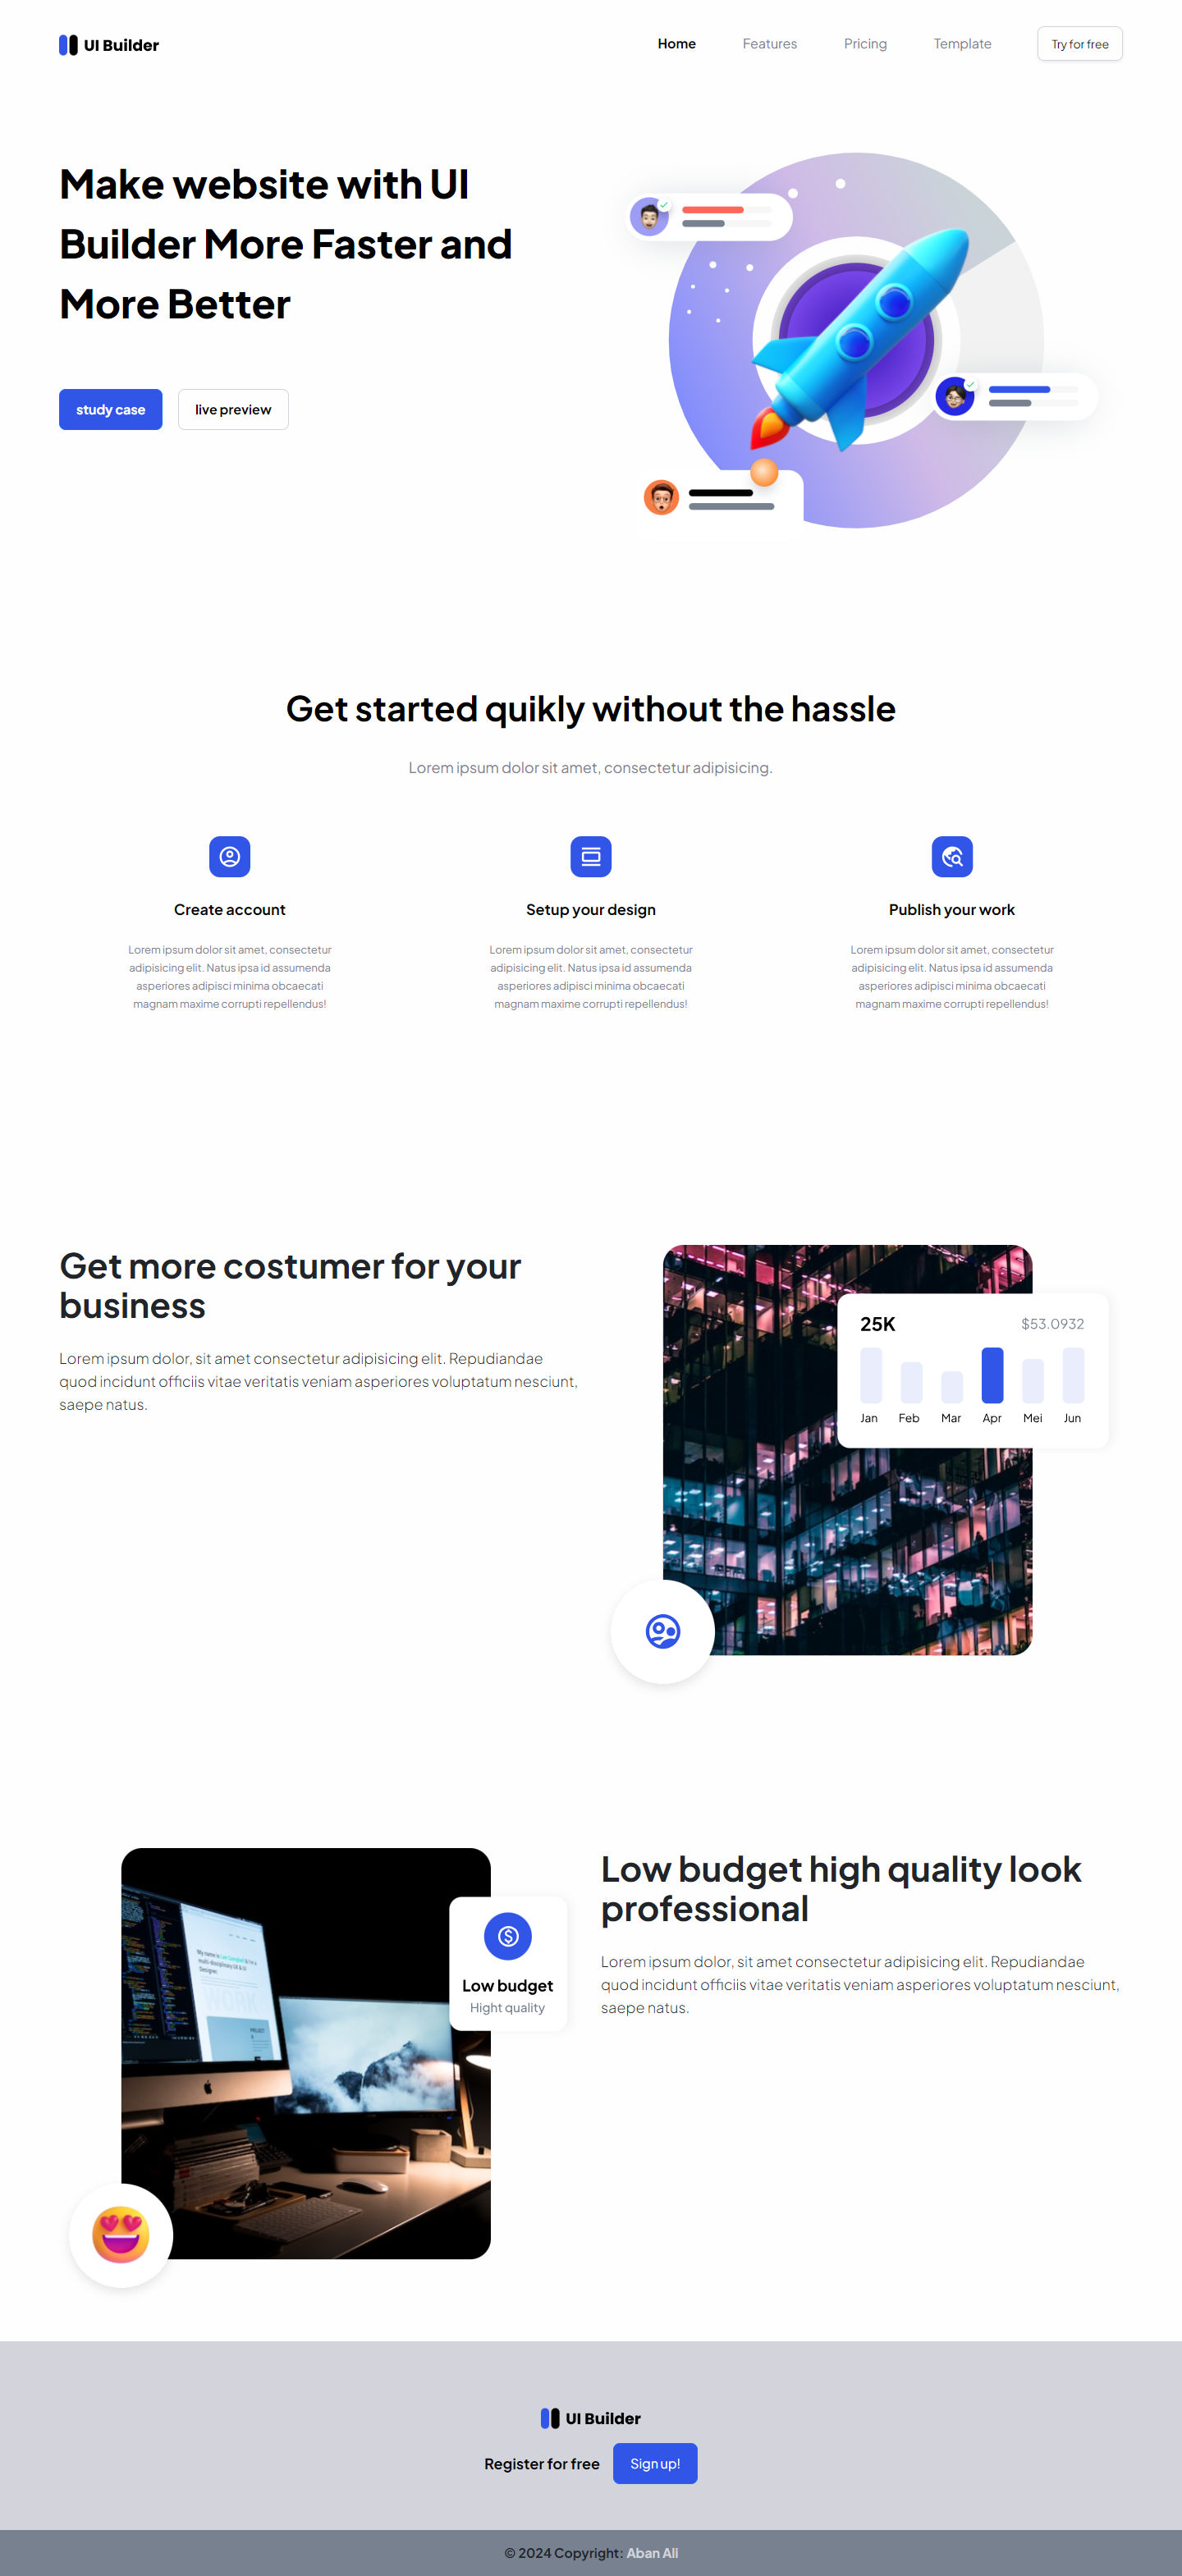 UI Builder
Home
Features
Pricing
Template
Try for free
Make website with UI
Builder More Faster and
More Better
study case
live preview
Get started quikly without the hassle
Lorem ipsum dolor sit amet, consectetur adipisicing.
Create account
Lorem ipsum dolor sit amet, consectetur
adipisicing elit. Natus ipsa id assumenda
asperiores adipisci minima obcaecati
magnam maxime corrupti repellendus!
Setup your design
Lorem ipsum dolor sit amet, consectetur
adipisicing elit. Natus ipsa id assumenda
asperiores adipisci minima obcaecati
magnam maxime corrupti repellendus!
Publish your work
Lorem ipsum dolor sit amet, consectetur
adipisicing elit. Natus ipsa id assumenda
asperiores adipisci minima obcaecati
magnam maxime corrupti repellendus!
Get more costumer for your
business
Lorem ipsum dolor, sit amet consectetur adipisicing elit. Repudiandae
quod incidunt officiis vitae veritatis veniam asperiores voluptatum nesciunt,
saepe natus.
25K
$53.0932
Jan
Feb
Mar
Apr
Mei
Jun
My name is
multi-disciplinary UX & UI
Designer.
WORK
Low budget
Hight quality
Low budget high quality look
professional
Lorem ipsum dolor, sit amet consectetur adipisicing elit. Repudiandae
quod incidunt officiis vitae veritatis veniam asperiores voluptatum nesciunt,
saepe natus.
UI Builder
Register for free
Sign up!
© 2024 Copyright: Aban Ali